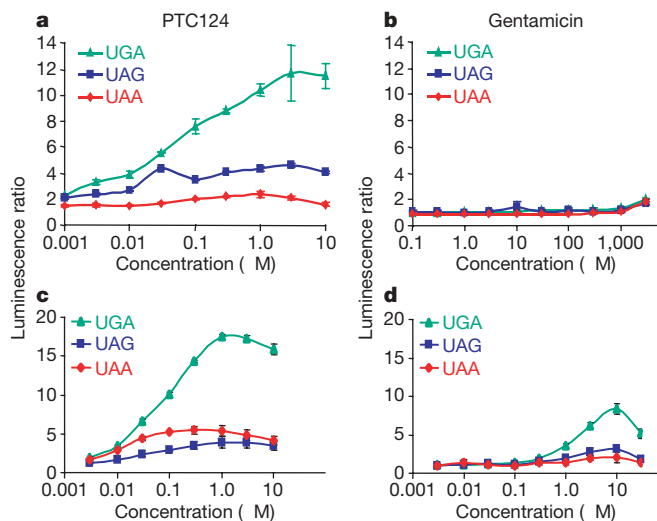 PTC124
Gentamicin
a
14
12
10
8
6
4
2
0
UGA
UAG
UAA
0.001 0.01 0.1 1.0 10
Concentration ( M)
b
14
12
10
8
6
4
2
0
UGA
UAG
UAA
0.1 1.0 10 100 1,000
Concentration ( M)
Luminescence ratio
Luminescence ratio
c
20
15
10
5
0
UGA
UAG
UAA
0.001 0.01 0.1 1.0 10
Concentration ( M)
d
20
15
10
5
0
UGA
UAG
UAA
0.001 0.01 0.1 1.0 10
Concentration ( M)